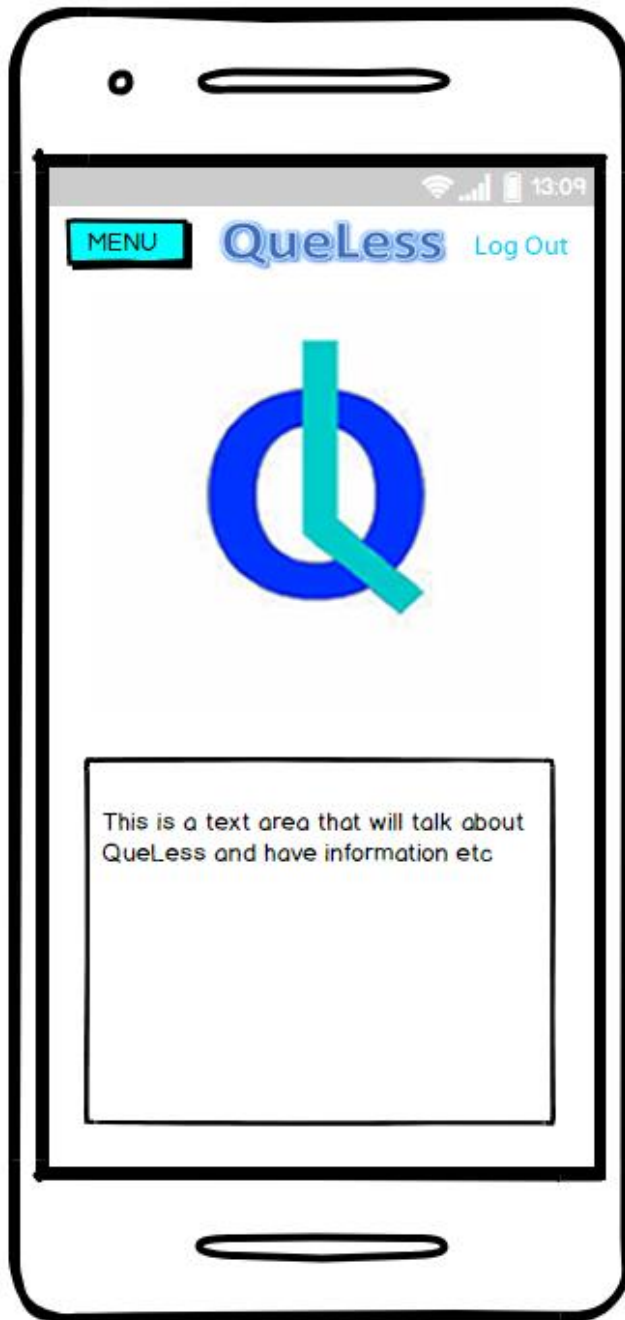 13:09
MENU QueLess Log Out
This is a text area that will talk about
QueLess and have information etc